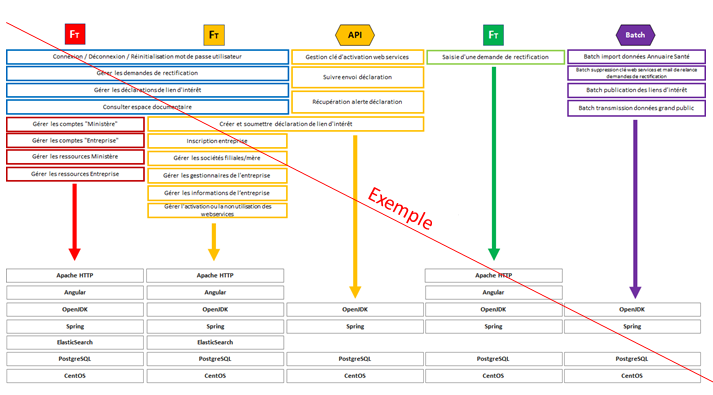 FT
FT
API
FT
Batch
Connexion / Déconnexion / Réinitialisation mot de passe utilisateur
Gestion clé d'activation web services
Saisie d'une demande de rectification
Batch import données Annuaire Santé
Gérer les demandes de rectification
Suivre envoi déclaration
Batch suppression clé web services et mail de relance
demandes de rectification
Gérer les déclarations de lien d'intérêt
Batch publication des liens d'intérêt
Consulter espace documentaire
Récupération alerte déclaration
Batch transmission données grand public
Gérer les comptes "Ministère"
Créer et soumettre déclaration de lien d'intérêt
Gérer les comptes "Entreprise"
Inscription entreprise
Gérer les ressources Ministère
Gérer les sociétés filiales/mère
Gérer les ressources Entreprise
Gérer les gestionnaires de l'entreprise
Gérer les informations de l'entreprise
Gérer l'activation ou la non utilisation des
webservices
Exemple
Apache HTTP
Apache HTTP
Apache HTTP
Angular
Angular
Angular
OpenJDK
OpenJDK
OpenJDK
OpenJDK
OpenJDK
Spring
Spring
Spring
Spring
Spring
ElasticSearch
ElasticSearch
PostgreSQL
PostgreSQL
PostgreSQL
PostgreSQL
PostgreSQL
CentOS
CentOS
CentOS
CentOS
CentOS